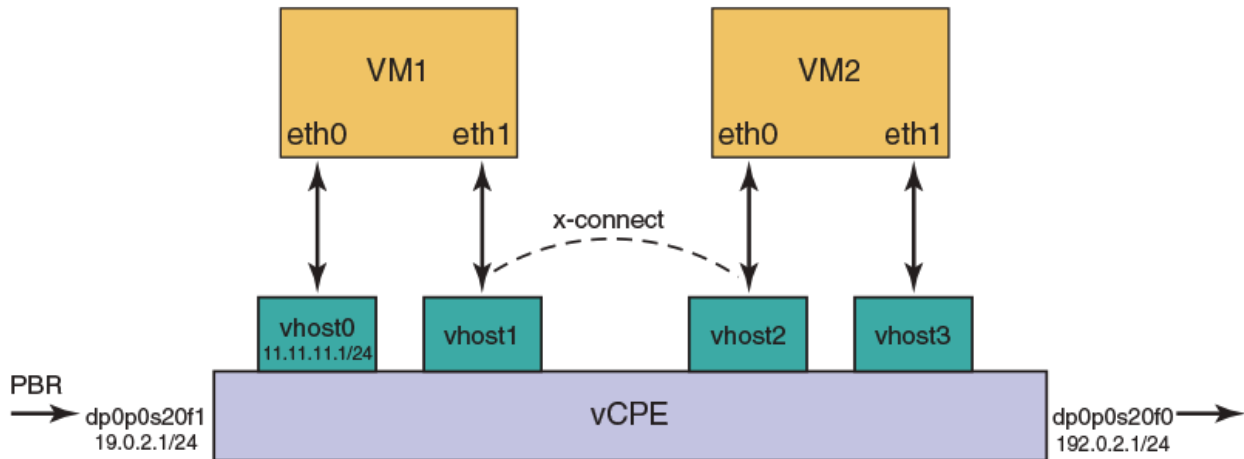 VM1
VM2
eth0
eth1
eth0
eth1
x-connect
vhost0
11.11.11.1/24
vhost1
vhost2
vhost3
PBR
dp0p0s20f1
19.0.2.1/24
vCPE
dp0p0s20f0
192.0.2.1/24